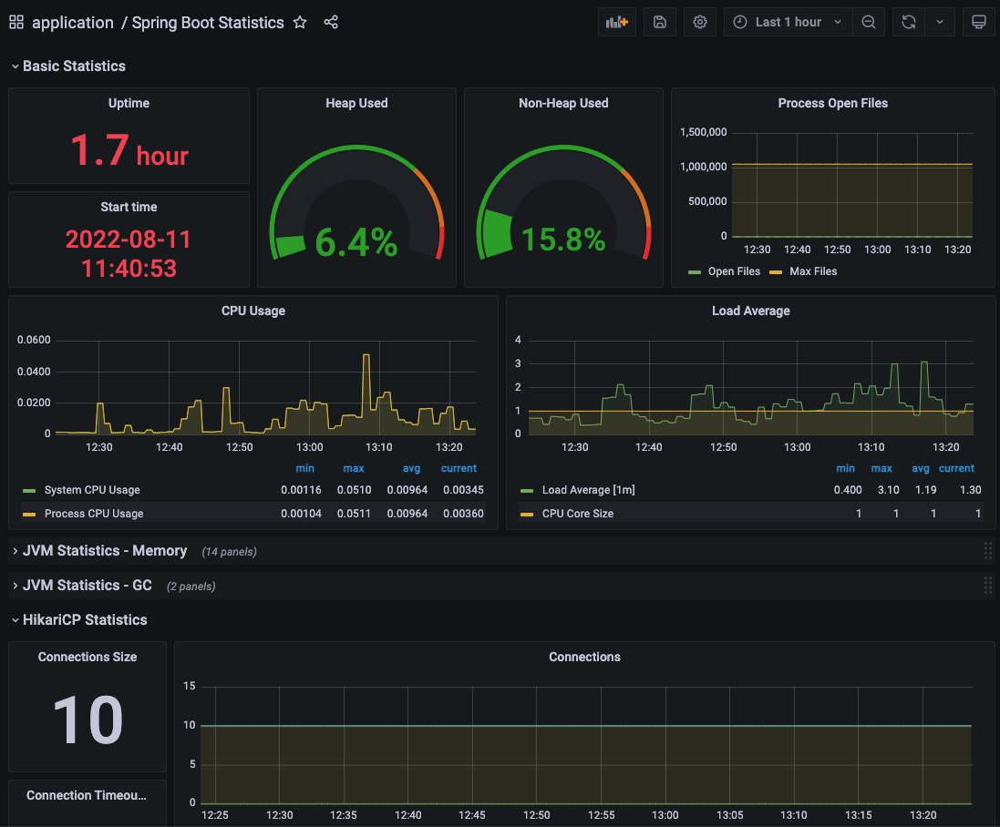 application / Spring Boot Statistics
Last 1 hour
Basic Statistics
Uptime
1.7 hour
Start time
2022-08-11
11:40:53
Heap Used
6.4%
Non-Heap Used
15.8%
Process Open Files
1,500,000
1,000,000
500,000
0
12:30 12:40 12:50 13:00 13:10 13:20
Open Files Max Files
CPU Usage
0.0600
0.0400
0.0200
0
12:30 12:40 12:50 13:00 13:10 13:20
min max avg current
System CPU Usage 0.00116 0.0510 0.00964 0.00345
Process CPU Usage 0.00104 0.0511 0.00964 0.00360
Load Average
4
3
2
1
0
12:30 12:40 12:50 13:00 13:10 13:20
min max avg current
Load Average [1m] 0.400 3.10 1.19 1.30
CPU Core Size 1 1 1 1
JVM Statistics - Memory (14 panels)
JVM Statistics - GC (2 panels)
HikariCP Statistics
Connections Size
10
Connection Timeou...
Connections
15
10
5
0
12:25 12:30 12:35 12:40 12:45 12:50 12:55 13:00 13:05 13:10 13:15 13:20